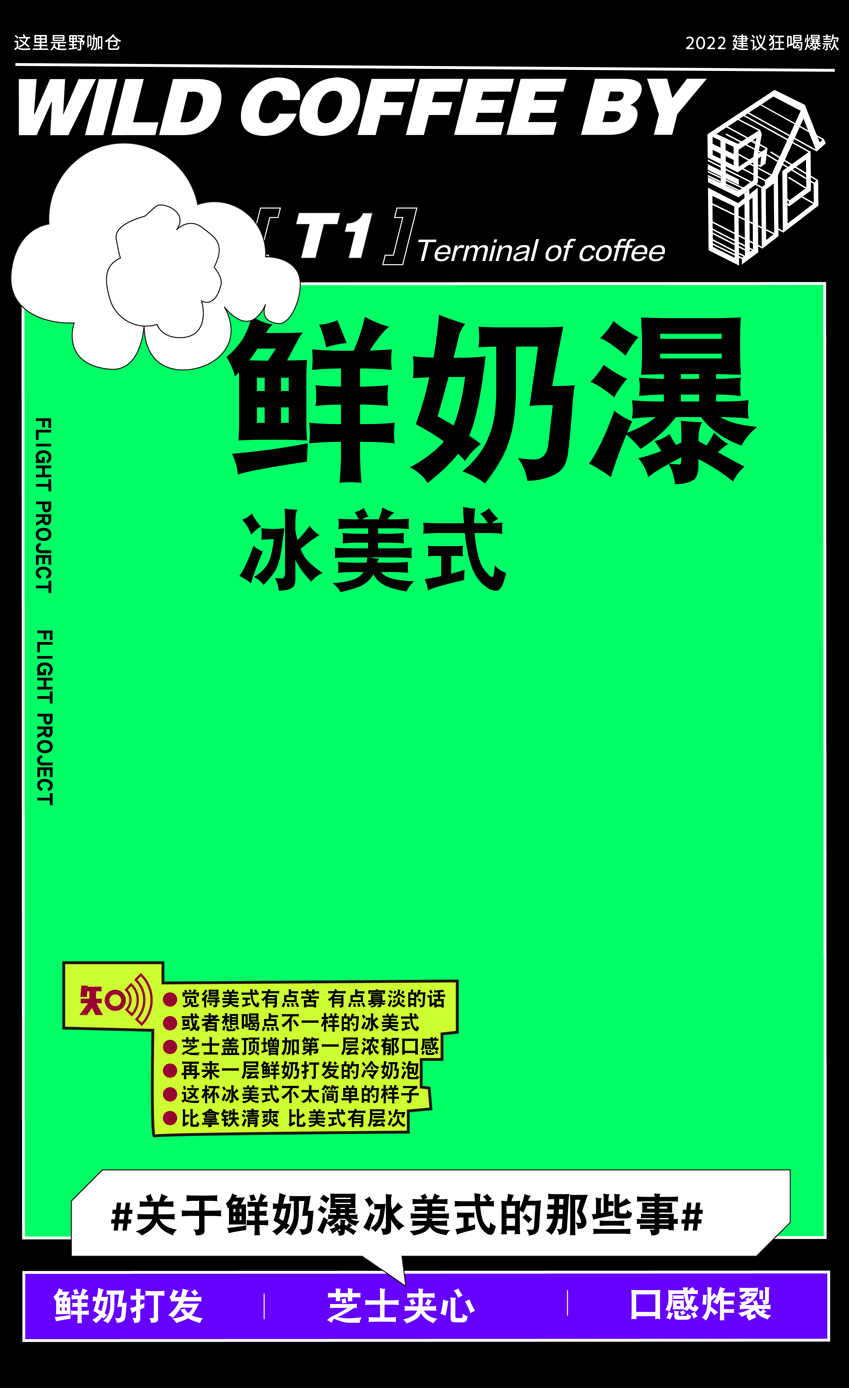 这里是野咖仓
2022 建议狂喝爆款
WILD COFFEE BY
[ T1 ] Terminal of coffee
鲜奶瀑
冰美式
FLIGHT PROJECT
FLIGHT PROJECT
知
觉得美式有点苦 有点寡淡的话
或者想喝点不一样的冰美式
芝士盖顶增加第一层浓郁口感
再来一层鲜奶打发的冷奶泡
这杯冰美式不太简单的样子
比拿铁清爽 比美式有层次
#关于鲜奶瀑冰美式的那些事#
鲜奶打发
芝士夹心
口感炸裂